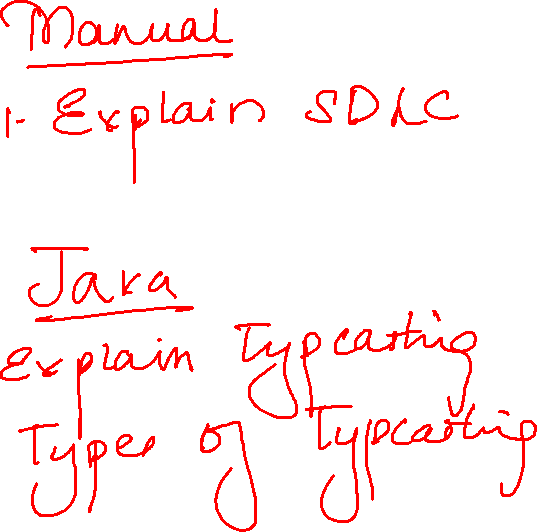 Manual
1. Explain SDLC
Java
Explain Typcasting
Types of Typcasting